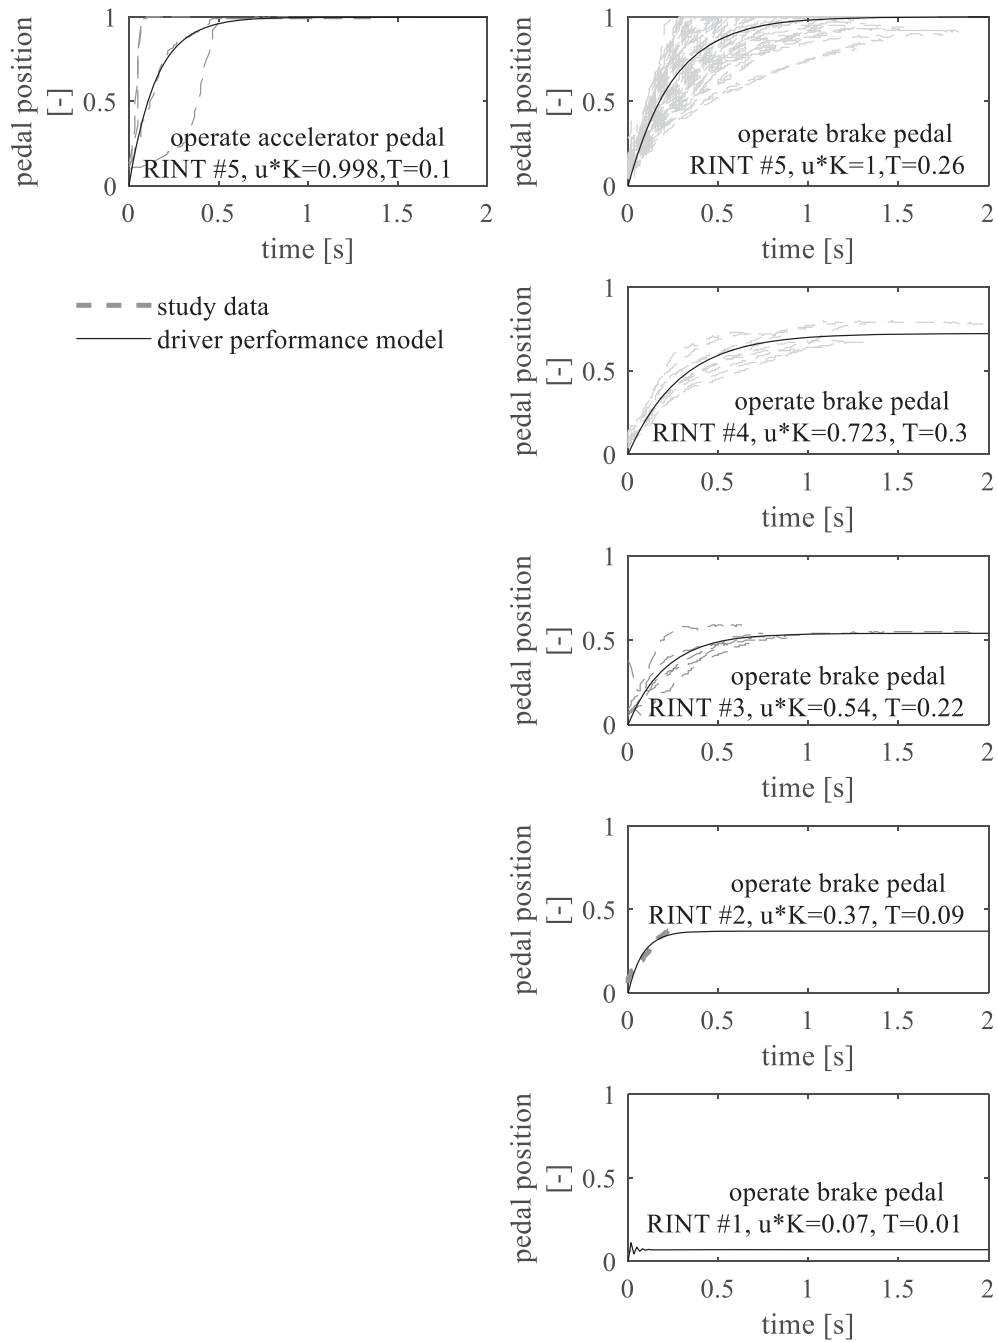 pedal position
[-]
1
0.5
0
operate accelerator pedal
RINT #5, u*K=0.998,T=0.1
0
0.5
1
1.5
2
time [s]
pedal position
[-]
1
0.5
0
operate brake pedal
RINT #5, u*K=1,T=0.26
0
0.5
1
1.5
2
time [s]
study data
driver performance model
pedal position
[-]
1
0.5
0
operate brake pedal
RINT #4, u*K=0.723, T=0.3
0
0.5
1
1.5
2
time [s]
pedal position
[-]
1
0.5
0
operate brake pedal
RINT #3, u*K=0.54, T=0.22
0
0.5
1
1.5
2
time [s]
pedal position
[-]
1
0.5
0
operate brake pedal
RINT #2, u*K=0.37, T=0.09
0
0.5
1
1.5
2
time [s]
pedal position
[-]
1
0.5
0
operate brake pedal
RINT #1, u*K=0.07, T=0.01
0
0.5
1
1.5
2
time [s]